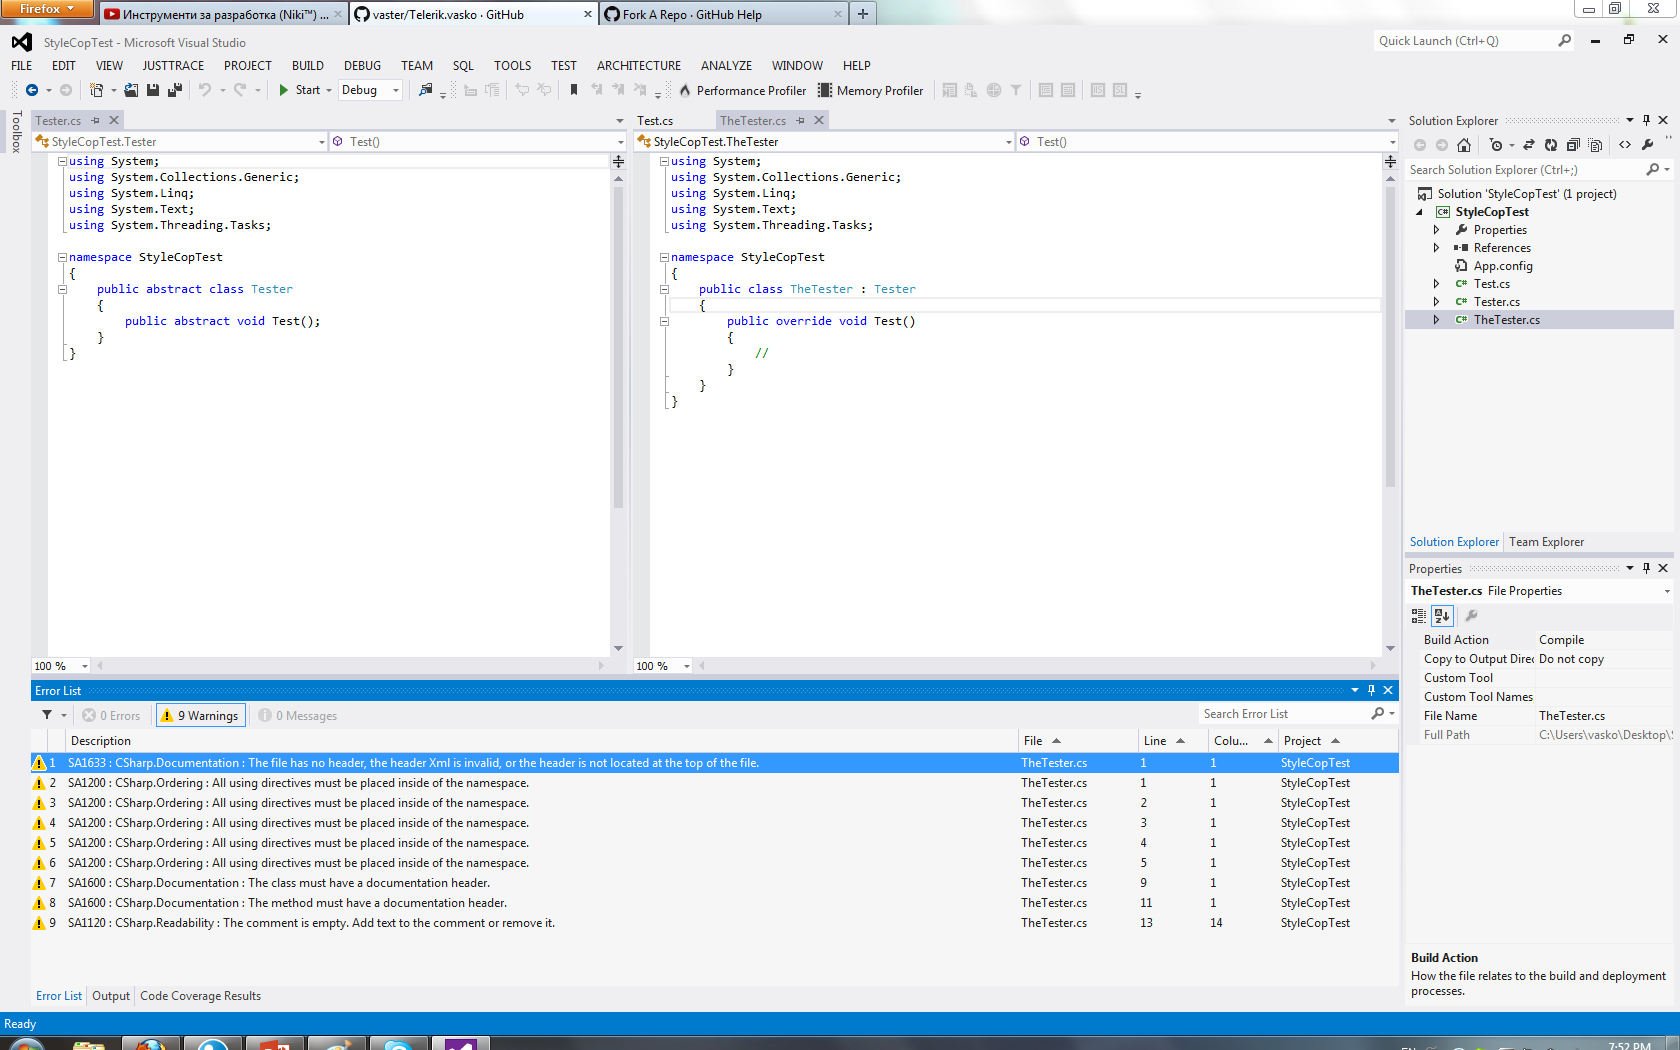 Firefox
Инструменти за разработка (Niki™) ...
vaster/Telerik.vasko · GitHub
Fork A Repo · GitHub Help
StyleCopTest - Microsoft Visual Studio
Quick Launch (Ctrl+Q)
FILE EDIT VIEW JUSTTRACE PROJECT BUILD DEBUG TEAM SQL TOOLS TEST ARCHITECTURE ANALYZE WINDOW HELP
Start Debug Performance Profiler Memory Profiler
Toolbox
Tester.cs
StyleCopTest.Tester Test()
using System;
using System.Collections.Generic;
using System.Linq;
using System.Text;
using System.Threading.Tasks;
namespace StyleCopTest
{
public abstract class Tester
{
public abstract void Test();
}
}
100 %
Test.cs TheTester.cs
StyleCopTest.TheTester Test()
using System;
using System.Collections.Generic;
using System.Linq;
using System.Text;
using System.Threading.Tasks;
namespace StyleCopTest
{
public class TheTester : Tester
{
public override void Test()
{
//
}
}
}
100 %
Solution Explorer
Search Solution Explorer (Ctrl+;)
Solution 'StyleCopTest' (1 project)
StyleCopTest
Properties
References
App.config
Test.cs
Tester.cs
TheTester.cs
Solution Explorer Team Explorer
Properties
TheTester.cs File Properties
Build Action Compile
Copy to Output Direc Do not copy
Custom Tool
Custom Tool Names
File Name TheTester.cs
Full Path C:\Users\vasko\Desktop\S
Build Action
How the file relates to the build and deployment
processes.
Error List
0 Errors 9 Warnings 0 Messages Search Error List
Description File Line Colu... Project
1 SA1633 : CSharp.Documentation : The file has no header, the header Xml is invalid, or the header is not located at the top of the file. TheTester.cs 1 1 StyleCopTest
2 SA1200 : CSharp.Ordering : All using directives must be placed inside of the namespace. TheTester.cs 1 1 StyleCopTest
3 SA1200 : CSharp.Ordering : All using directives must be placed inside of the namespace. TheTester.cs 2 1 StyleCopTest
4 SA1200 : CSharp.Ordering : All using directives must be placed inside of the namespace. TheTester.cs 3 1 StyleCopTest
5 SA1200 : CSharp.Ordering : All using directives must be placed inside of the namespace. TheTester.cs 4 1 StyleCopTest
6 SA1200 : CSharp.Ordering : All using directives must be placed inside of the namespace. TheTester.cs 5 1 StyleCopTest
7 SA1600 : CSharp.Documentation : The class must have a documentation header. TheTester.cs 9 1 StyleCopTest
8 SA1600 : CSharp.Documentation : The method must have a documentation header. TheTester.cs 11 1 StyleCopTest
9 SA1120 : CSharp.Readability : The comment is empty. Add text to the comment or remove it. TheTester.cs 13 14 StyleCopTest
Error List Output Code Coverage Results
Ready
7:52 PM